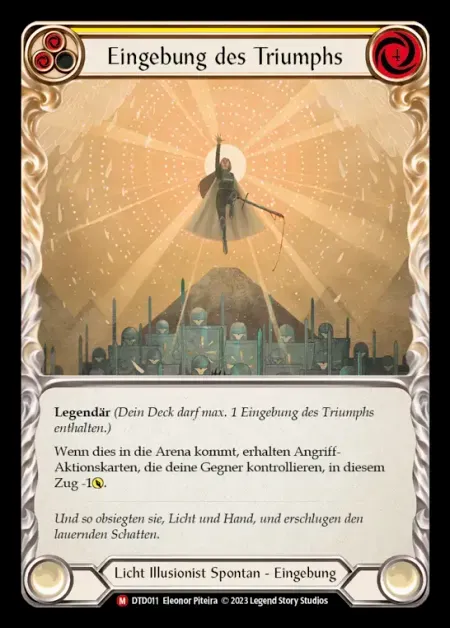 Eingebung des Triumphs
4
Legendär (Dein Deck darf max. 1 Eingebung des Triumphs
enthalten.)
Wenn dies in die Arena kommt, erhalten Angriff-
Aktionskarten, die deine Gegner kontrollieren, in diesem
Zug -1.
Und so obsiegten sie, Licht und Hand, und erschlugen den
lauernden Schatten.
Licht Illusionist Spontan - Eingebung
M DTD011 Eleonor Piteira © 2023 Legend Story Studios